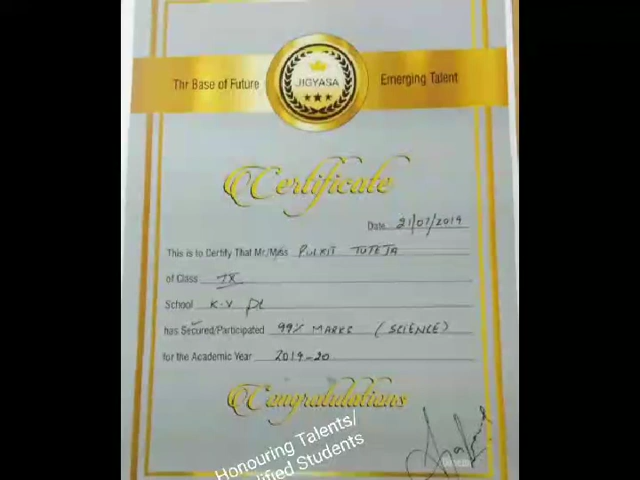 Thr Base of Future
JIGYASA
Emerging Talent
Certificate
Date 21/07/2019
This is to Certify That Mr/Miss PULKIT TUTEJA
of Class IX
School K.V
has Secured/Participated 99% MARKS (SCIENCE)
for the Academic Year 2019-20
Congratulations
Honouring Talents/
Students